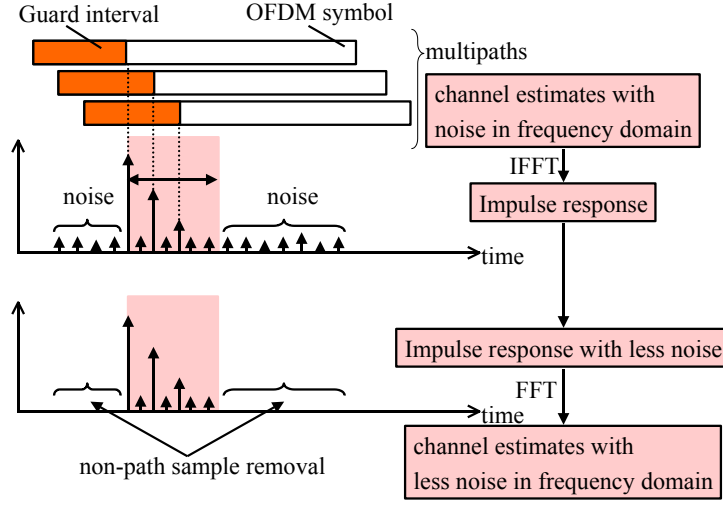 Guard interval
OFDM symbol
multipaths
channel estimates with
noise in frequency domain
IFFT
noise
noise
Impulse response
time
Impulse response with less noise
FFT
time
channel estimates with
less noise in frequency domain
non-path sample removal